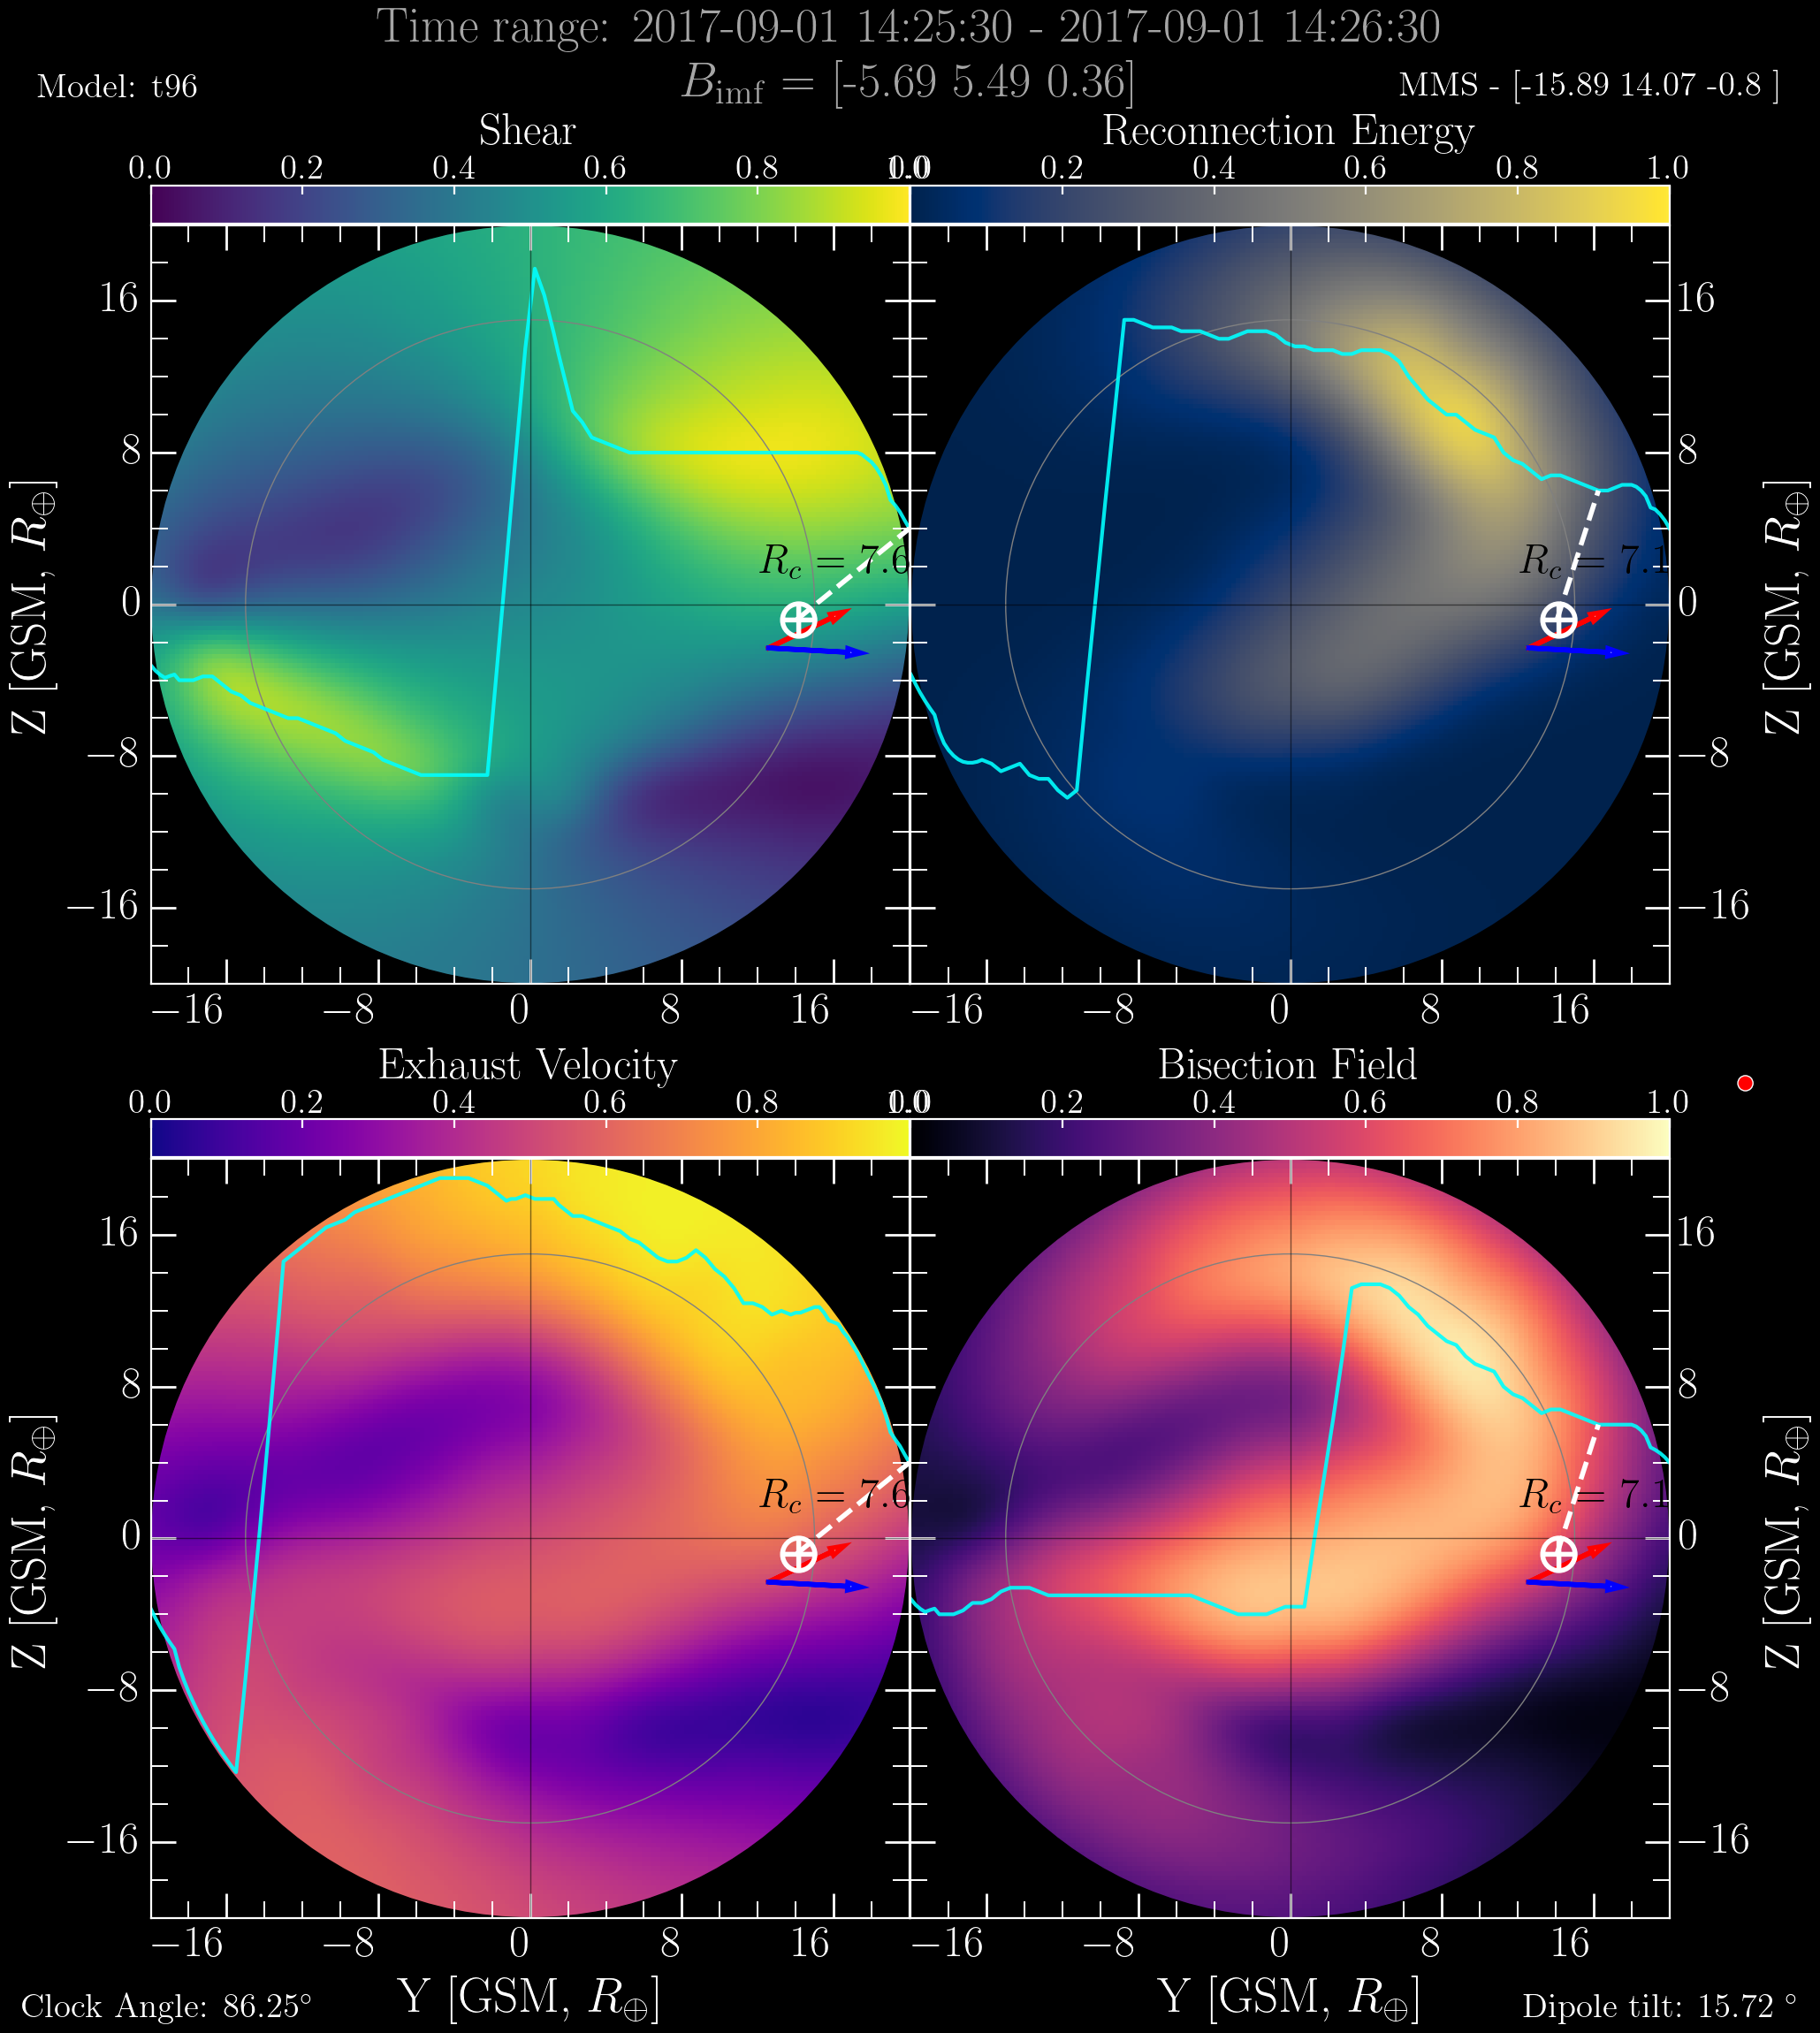 Time range: 2017-09-01 14:25:30 - 2017-09-01 14:26:30
Model: t96
B_imf = [-5.69 5.49 0.36]
MMS - [-15.89 14.07 -0.8 ]
Shear
Reconnection Energy
0.0 0.2 0.4 0.6 0.8 1.0
0.0 0.2 0.4 0.6 0.8 1.0
16
8
0
−8
−16
Z [GSM, R⊕]
R_c = 7.6
−16 −8 0 8 16
R_c = 7.1
16
8
0
−8
−16
Z [GSM, R⊕]
−16 −8 0 8 16
Exhaust Velocity
Bisection Field
0.0 0.2 0.4 0.6 0.8 1.0
0.0 0.2 0.4 0.6 0.8 1.0
16
8
0
−8
−16
Z [GSM, R⊕]
R_c = 7.6
−16 −8 0 8 16
Y [GSM, R⊕]
R_c = 7.1
16
8
0
−8
−16
Z [GSM, R⊕]
−16 −8 0 8 16
Y [GSM, R⊕]
Clock Angle: 86.25°
Dipole tilt: 15.72 °